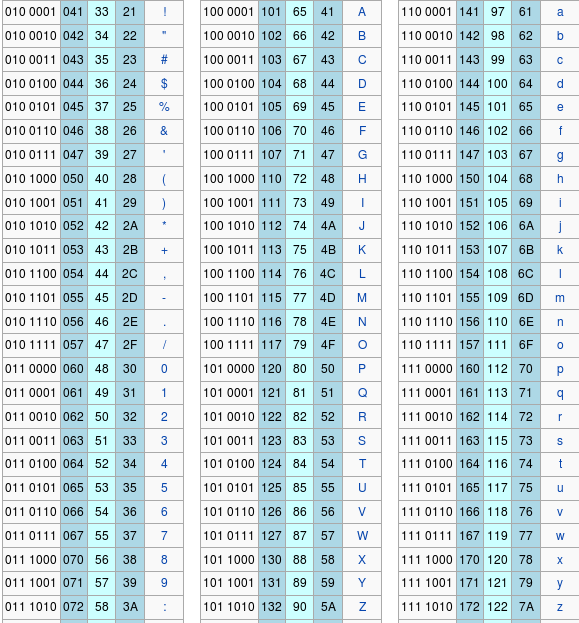 010 0001 041 33 21 ! 100 0001 101 65 41 A 110 0001 141 97 61 a
010 0010 042 34 22 " 100 0010 102 66 42 B 110 0010 142 98 62 b
010 0011 043 35 23 # 100 0011 103 67 43 C 110 0011 143 99 63 c
010 0100 044 36 24 $ 100 0100 104 68 44 D 110 0100 144 100 64 d
010 0101 045 37 25 % 100 0101 105 69 45 E 110 0101 145 101 65 e
010 0110 046 38 26 & 100 0110 106 70 46 F 110 0110 146 102 66 f
010 0111 047 39 27 ' 100 0111 107 71 47 G 110 0111 147 103 67 g
010 1000 050 40 28 ( 100 1000 110 72 48 H 110 1000 150 104 68 h
010 1001 051 41 29 ) 100 1001 111 73 49 I 110 1001 151 105 69 i
010 1010 052 42 2A * 100 1010 112 74 4A J 110 1010 152 106 6A j
010 1011 053 43 2B + 100 1011 113 75 4B K 110 1011 153 107 6B k
010 1100 054 44 2C , 100 1100 114 76 4C L 110 1100 154 108 6C l
010 1101 055 45 2D - 100 1101 115 77 4D M 110 1101 155 109 6D m
010 1110 056 46 2E . 100 1110 116 78 4E N 110 1110 156 110 6E n
010 1111 057 47 2F / 100 1111 117 79 4F O 110 1111 157 111 6F o
011 0000 060 48 30 0 101 0000 120 80 50 P 111 0000 160 112 70 p
011 0001 061 49 31 1 101 0001 121 81 51 Q 111 0001 161 113 71 q
011 0010 062 50 32 2 101 0010 122 82 52 R 111 0010 162 114 72 r
011 0011 063 51 33 3 101 0011 123 83 53 S 111 0011 163 115 73 s
011 0100 064 52 34 4 101 0100 124 84 54 T 111 0100 164 116 74 t
011 0101 065 53 35 5 101 0101 125 85 55 U 111 0101 165 117 75 u
011 0110 066 54 36 6 101 0110 126 86 56 V 111 0110 166 118 76 v
011 0111 067 55 37 7 101 0111 127 87 57 W 111 0111 167 119 77 w
011 1000 070 56 38 8 101 1000 130 88 58 X 111 1000 170 120 78 x
011 1001 071 57 39 9 101 1001 131 89 59 Y 111 1001 171 121 79 y
011 1010 072 58 3A : 101 1010 132 90 5A Z 111 1010 172 122 7A z